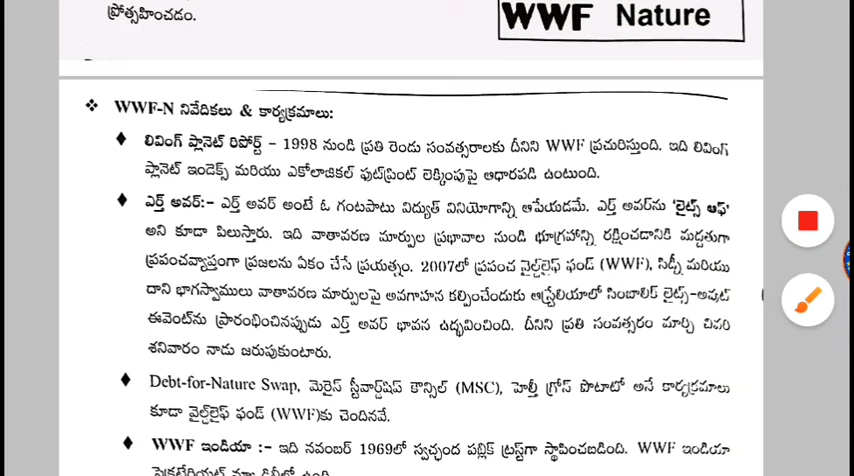 ప్రోత్సహించడం.
WWF Nature
❖ WWF-N నివేదికలు & కార్యక్రమాలు:
♦ లివింగ్ ప్లానెట్ రిపోర్ట్ – 1998 నుండి ప్రతి రెండు సంవత్సరాలకు దీనిని WWF ప్రచురిస్తుంది. ఇది లివింగ్
ప్లానెట్ ఇండెక్స్ మరియు ఎకోలాజికల్ ఫుట్‌ప్రింట్ లెక్కింపుపై ఆధారపడి ఉంటుంది.
♦ ఎర్త్ అవర్:- ఎర్త్ అవర్ అంటే ఓ గంటపాటు విద్యుత్ వినియోగాన్ని ఆపేయడమే. ఎర్త్ అవర్‌ను 'లైట్స్ ఆఫ్'
అని కూడా పిలుస్తారు. ఇది వాతావరణ మార్పుల ప్రభావాల నుండి భూగ్రహాన్ని రక్షించడానికి మద్దతుగా
ప్రపంచవ్యాప్తంగా ప్రజలను ఏకం చేసే ప్రయత్నం. 2007లో ప్రపంచ వైల్డ్‌లైఫ్ ఫండ్ (WWF), సిడ్నీ మరియు
దాని భాగస్వాములు వాతావరణ మార్పులపై అవగాహన కల్పించేందుకు ఆస్ట్రేలియాలో సింబాలిక్ లైట్స్-అవుట్
ఈవెంట్‌ను ప్రారంభించినప్పుడు ఎర్త్ అవర్ భావన ఉద్భవించింది. దీనిని ప్రతి సంవత్సరం మార్చి చివరి
శనివారం నాడు జరుపుకుంటారు.
♦ Debt-for-Nature Swap, మెరైన్ స్టీవార్డ్‌షిప్ కౌన్సిల్ (MSC), హెల్తీ గ్రోన్ పొటాటో అనే కార్యక్రమాలు
కూడా వైల్డ్‌లైఫ్ ఫండ్ (WWF)కు చెందినవే.
♦ WWF ఇండియా :- ఇది నవంబర్ 1969లో స్వచ్ఛంద పబ్లిక్ ట్రస్ట్‌గా స్థాపించబడింది. WWF ఇండియా